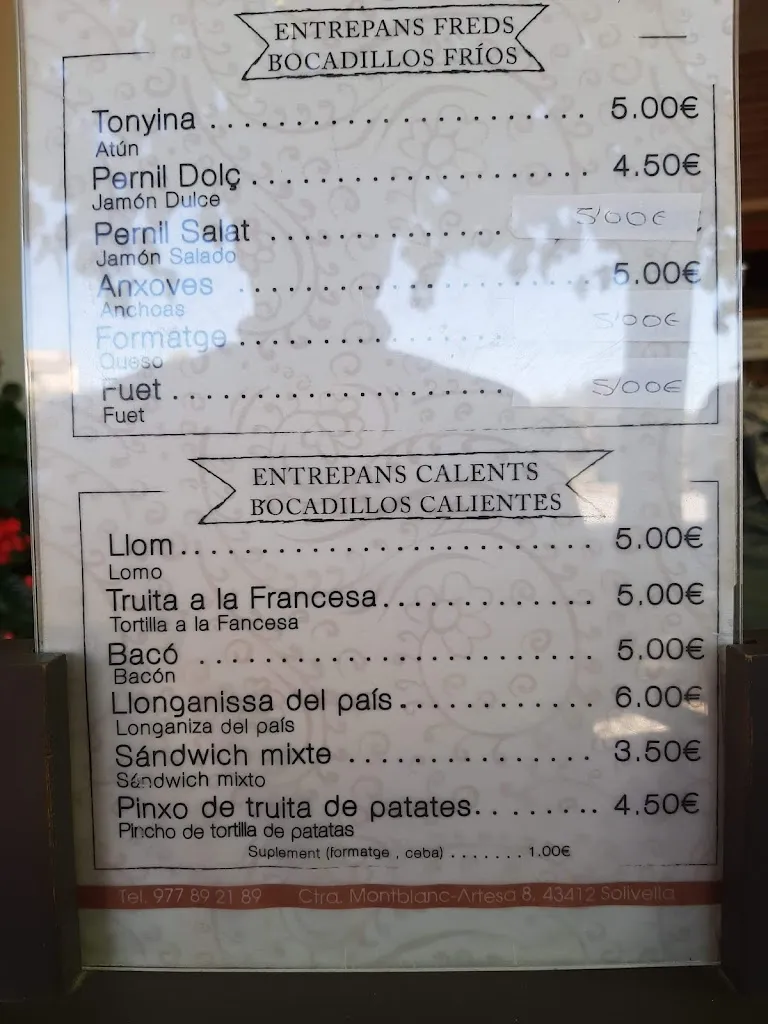 ENTREPANS FREDS
BOCADILLOS FRÍOS
Tonyina ........................ 5.00€
Atún
Pernil Dolç ..................... 4.50€
Jamón Dulce
Pernil Salat ............... 5'00€
Jamón Salado
Anxoves ...................... 5.00€
Anchoas
Formatge ................. 5'00€
Queso
Fuet ..................... 5'00€
Fuet
ENTREPANS CALENTS
BOCADILLOS CALIENTES
Llom .......................... 5.00€
Lomo
Truita a la Francesa ............. 5.00€
Tortilla a la Fancesa
Bacó ........................ 5.00€
Bacón
Llonganissa del país ............ 6.00€
Longaniza del país
Sándwich mixte ............... 3.50€
Sándwich mixto
Pinxo de truita de patates ........ 4.50€
Pincho de tortilla de patatas
Suplement (formatge , ceba) ....... 1.00€
Tel. 977 89 21 89 Ctra. Montblanc-Artesa 8, 43412 Solivella